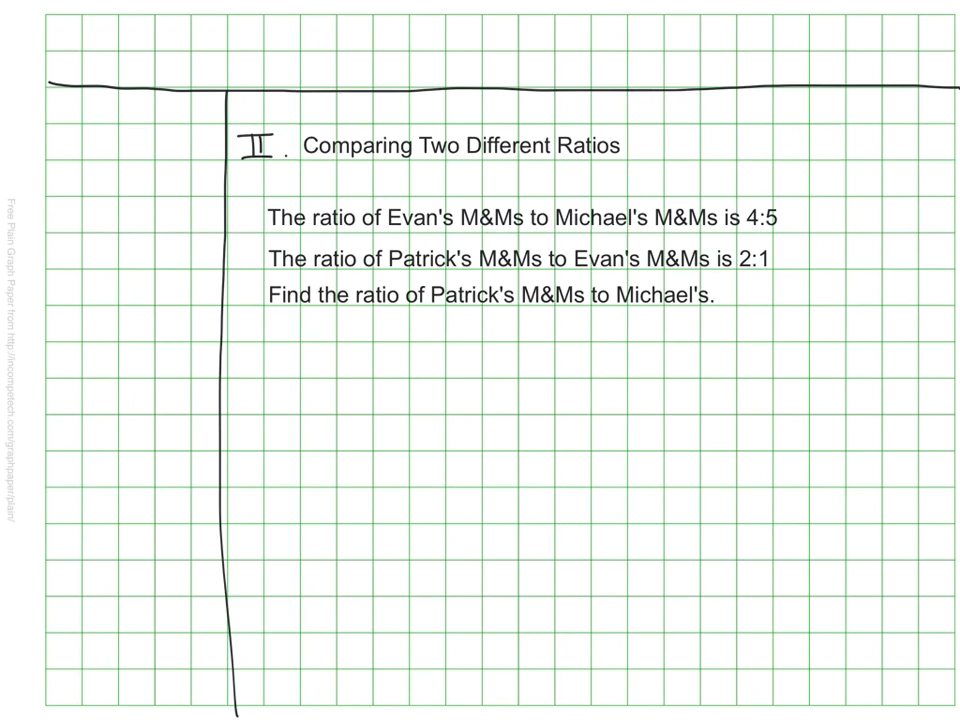 II. Comparing Two Different Ratios
The ratio of Evan's M&Ms to Michael's M&Ms is 4:5
The ratio of Patrick's M&Ms to Evan's M&Ms is 2:1
Find the ratio of Patrick's M&Ms to Michael's.
Free Plain Graph Paper from http://incompetech.com/graphpaper/plain/